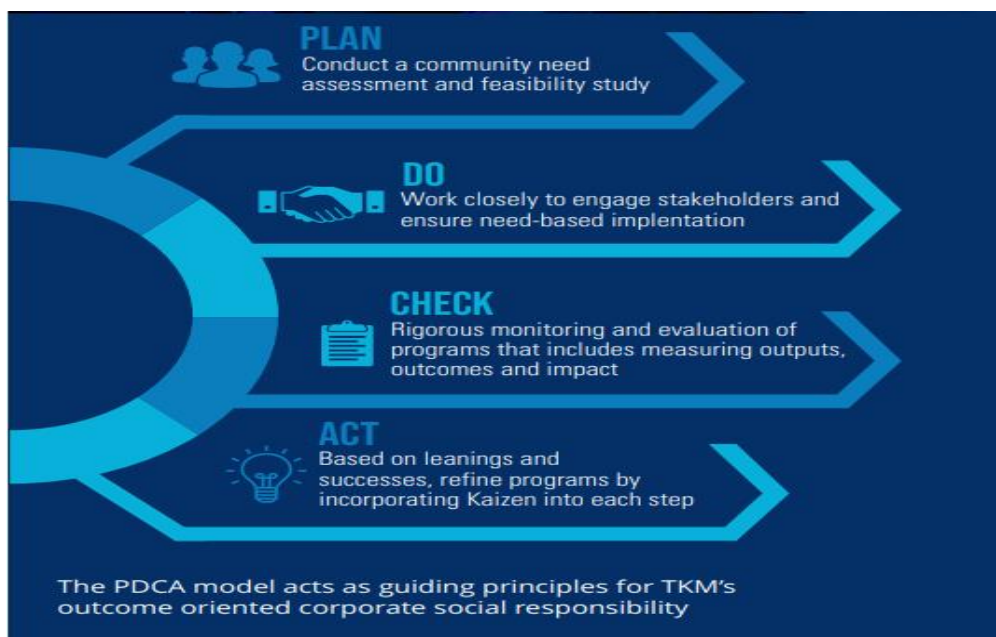 PLAN
Conduct a community need
assessment and feasibility study
DO
Work closely to engage stakeholders and
ensure need-based implentation
CHECK
Rigorous monitoring and evaluation of
programs that includes measuring outputs,
outcomes and impact
ACT
Based on leanings and
successes, refine programs by
incorporating Kaizen into each step
The PDCA model acts as guiding principles for TKM's
outcome oriented corporate social responsibility